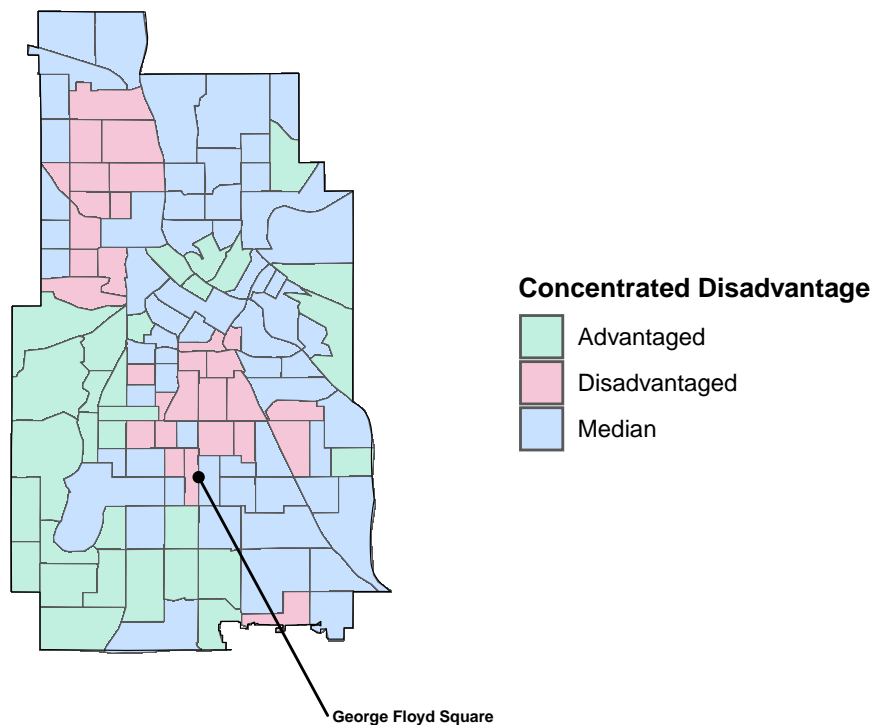 Concentrated Disadvantage
Advantaged
Disadvantaged
Median
George Floyd Square